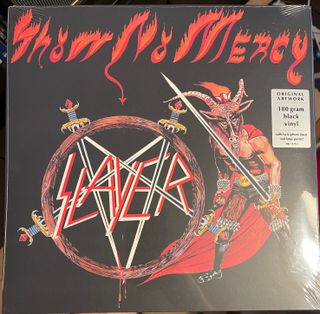 Show No Mercy
ORIGINAL
ARTWORK
180 gram
black
vinyl
SLAYER